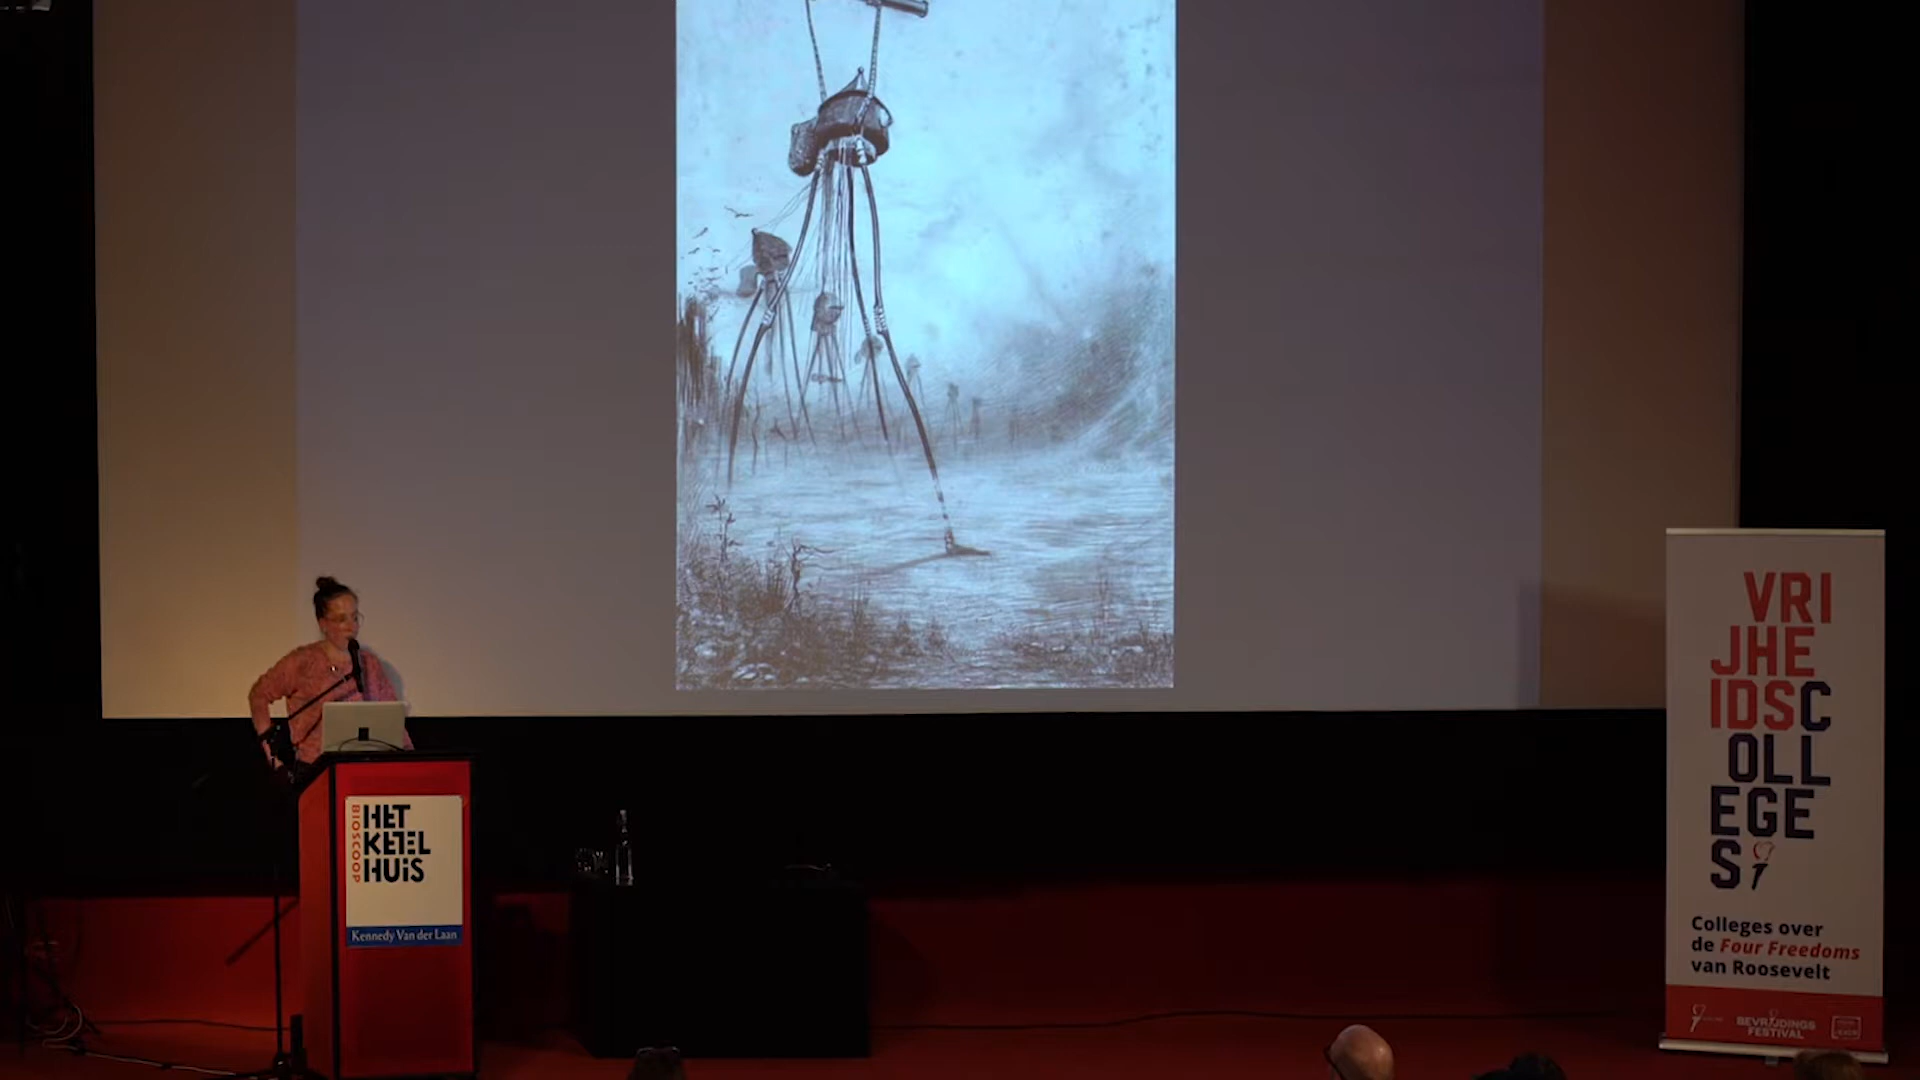 BIOSCOOP
HET
KETEL
HUIS
Kennedy Van der Laan
VRI
JHE
IDSC
OLL
EGE
S
Colleges over
de Four Freedoms
van Roosevelt
BEVRIJDINGS
FESTIVAL